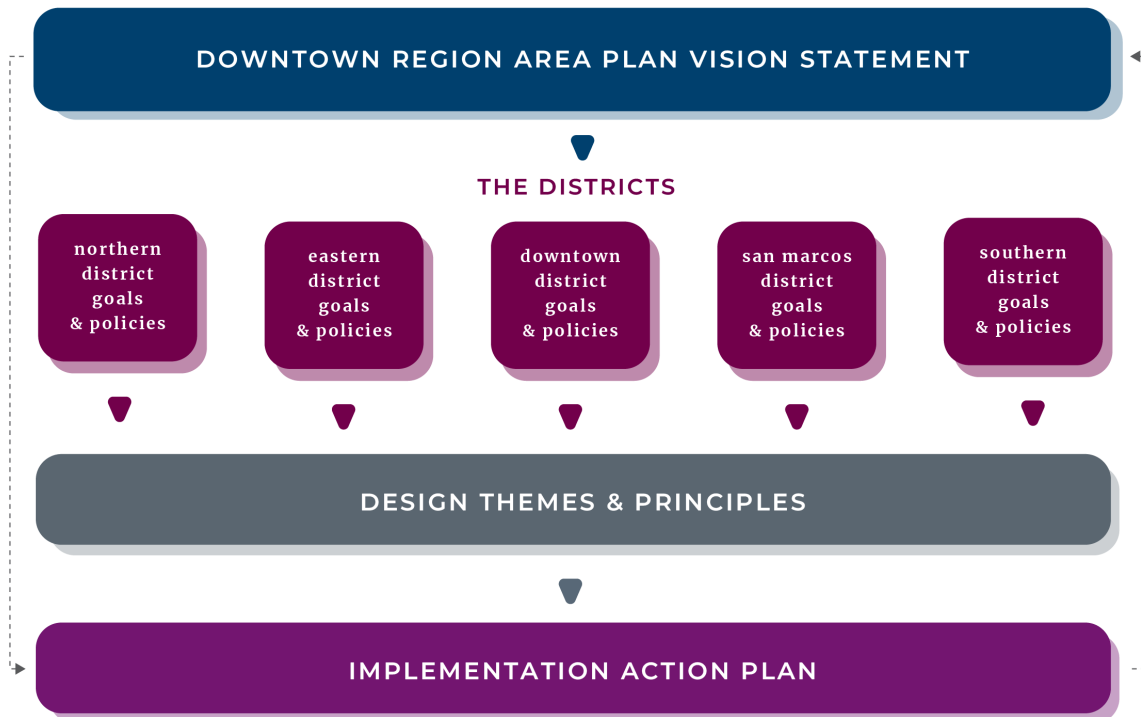 DOWNTOWN REGION AREA PLAN VISION STATEMENT
THE DISTRICTS
northern
district
goals
& policies
eastern
district
goals
& policies
downtown
district
goals
& policies
san marcos
district
goals
& policies
southern
district
goals
& policies
DESIGN THEMES & PRINCIPLES
IMPLEMENTATION ACTION PLAN